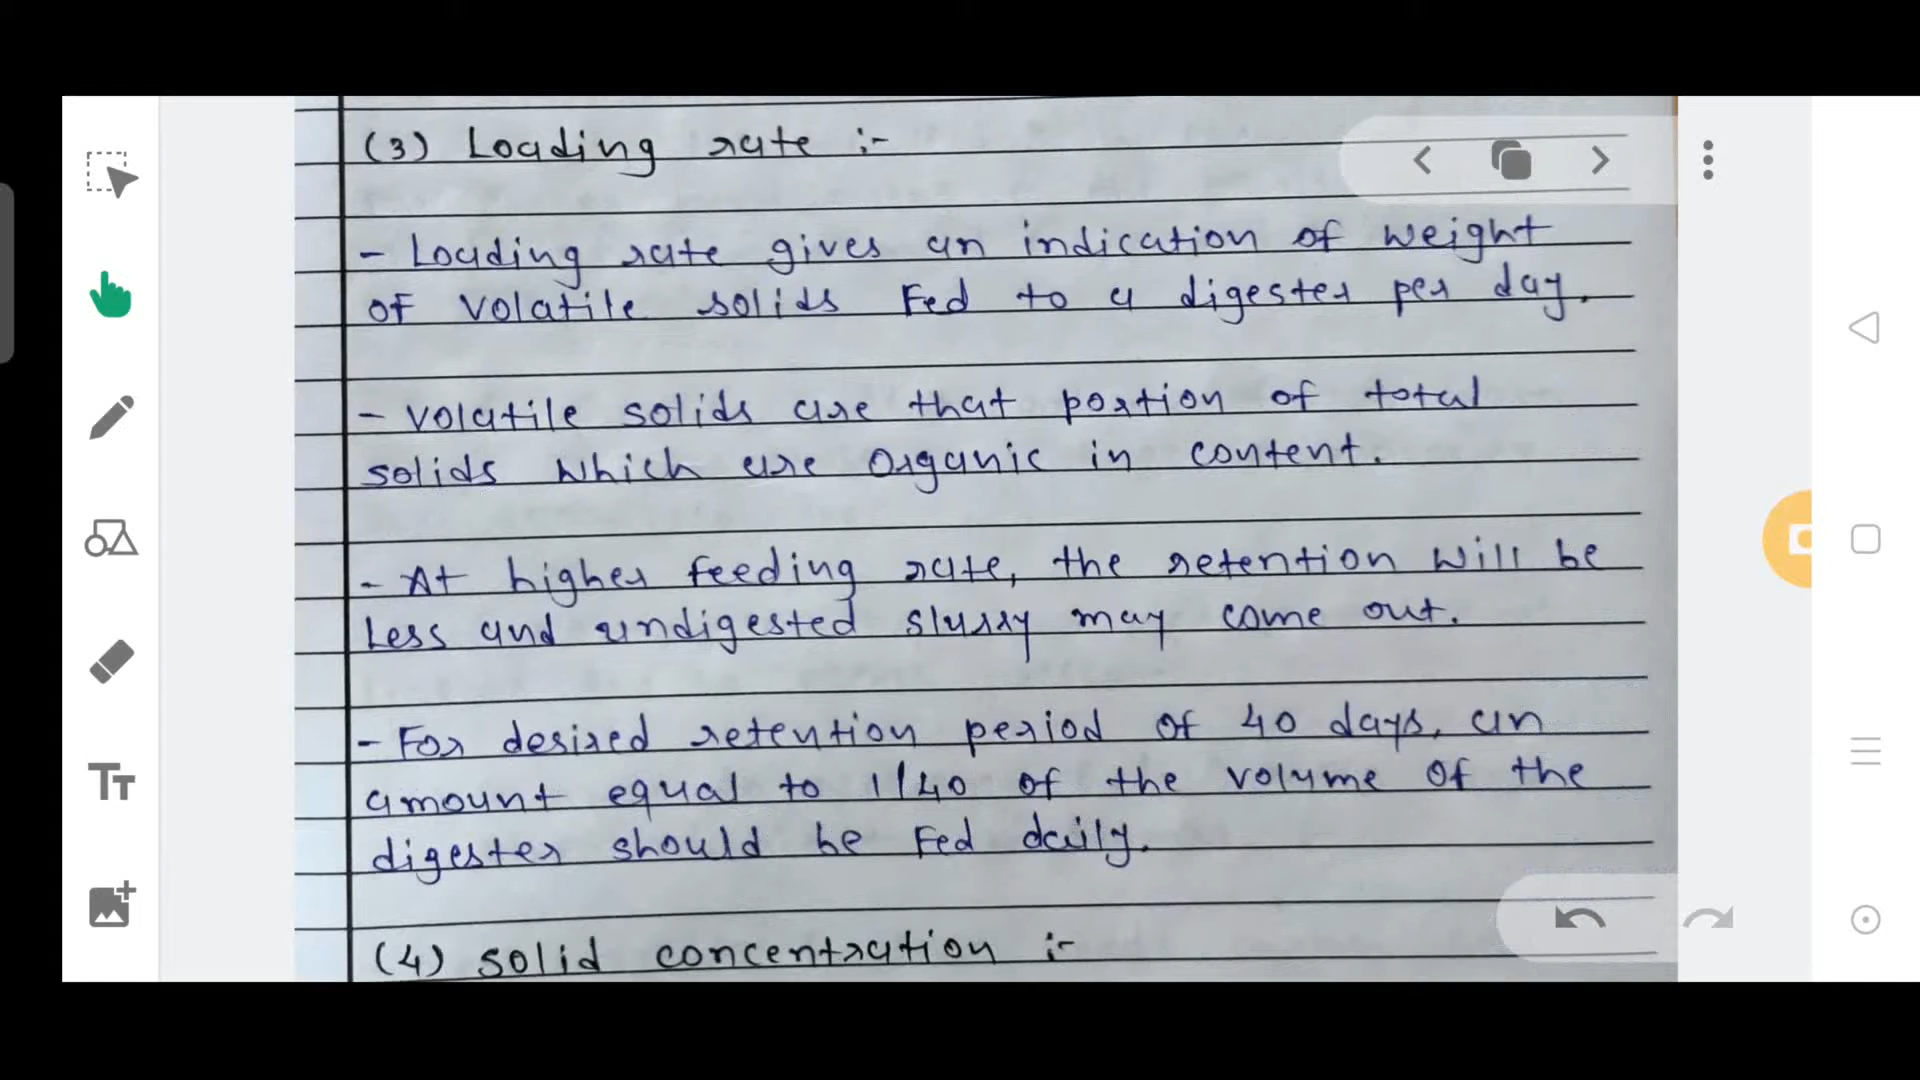 (3) Loading rate :-
- Loading rate gives an indication of weight
of volatile solids Fed to a digester per day.
- Volatile solids are that portion of total
solids which are organic in content.
- At higher feeding rate, the retention will be
Less and undigested slurry may come out.
- For desired retention period of 40 days, an
amount equal to 1/40 of the volume of the
digester should be Fed daily.
(4) solid concentration :-
TT